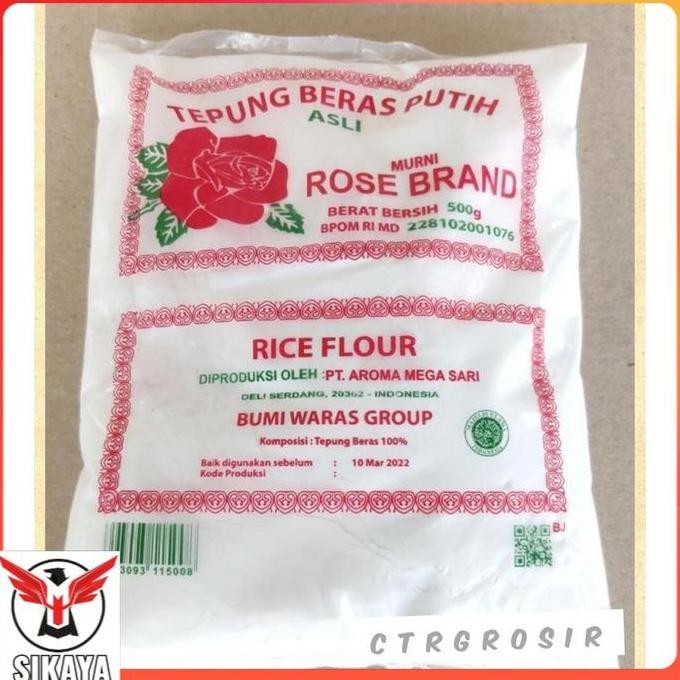 TEPUNG BERAS PUTIH
ASLI
MURNI
ROSE BRAND
BERAT BERSIH 500g
BPOM RI MD 228102001076
RICE FLOUR
DIPRODUKSI OLEH :PT. AROMA MEGA SARI
DELI SERDANG, 20362 - INDONESIA
BUMI WARAS GROUP
Komposisi : Tepung Beras 100%
Baik digunakan sebelum : 10 Mar 2022
Kode Produksi :
BJ
3093 115008
CTRGROSIR
SIKAYA